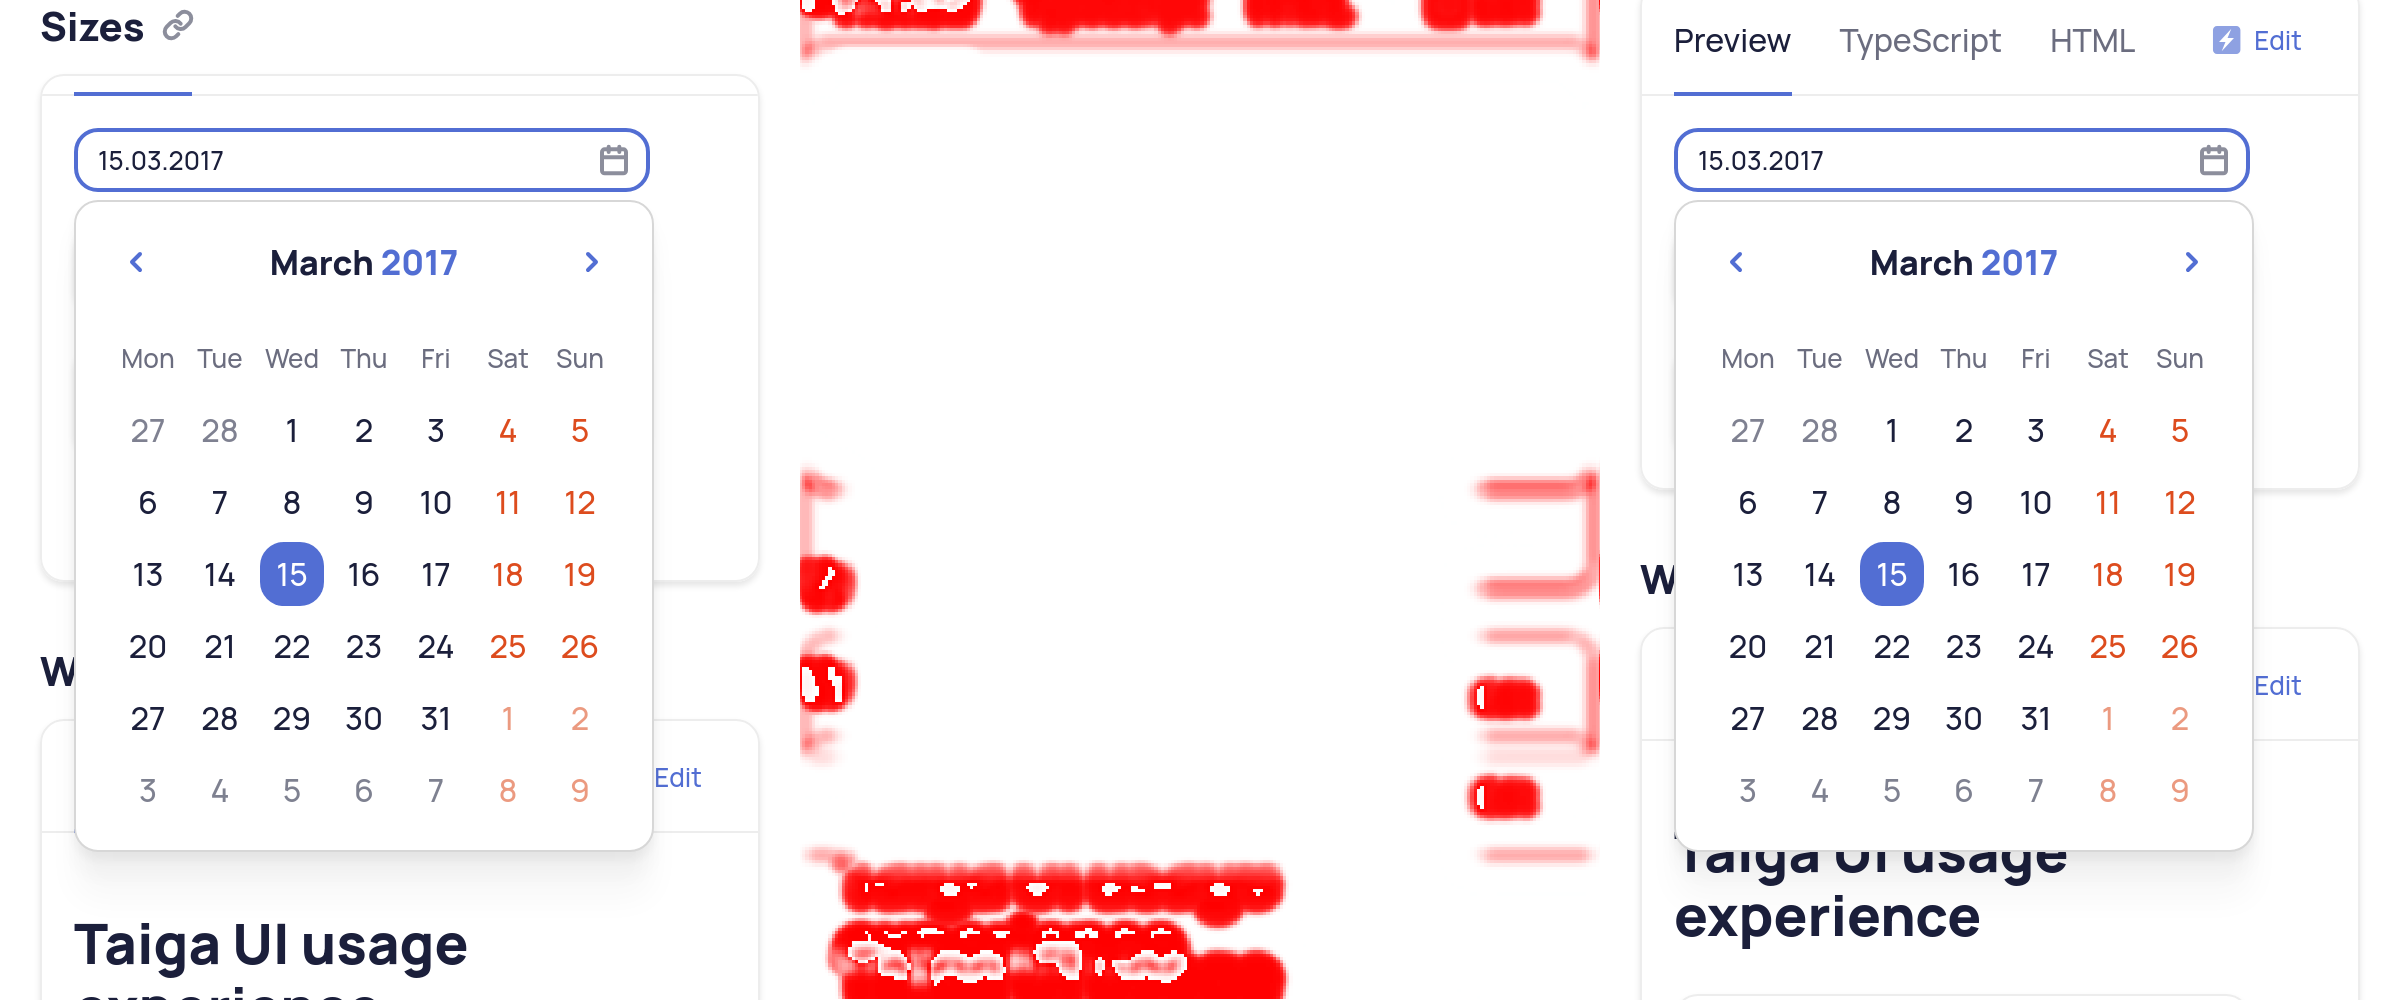 Sizes
15.03.2017
March 2017
Mon Tue Wed Thu Fri Sat Sun
27 28 1 2 3 4 5
6 7 8 9 10 11 12
13 14 15 16 17 18 19
20 21 22 23 24 25 26
W
27 28 29 30 31 1 2
3 4 5 6 7 8 9
Edit
Taiga UI usage
Preview TypeScript HTML Edit
15.03.2017
March 2017
Mon Tue Wed Thu Fri Sat Sun
27 28 1 2 3 4 5
6 7 8 9 10 11 12
13 14 15 16 17 18 19
W
20 21 22 23 24 25 26
Edit
27 28 29 30 31 1 2
3 4 5 6 7 8 9
Taiga UI usage
experience